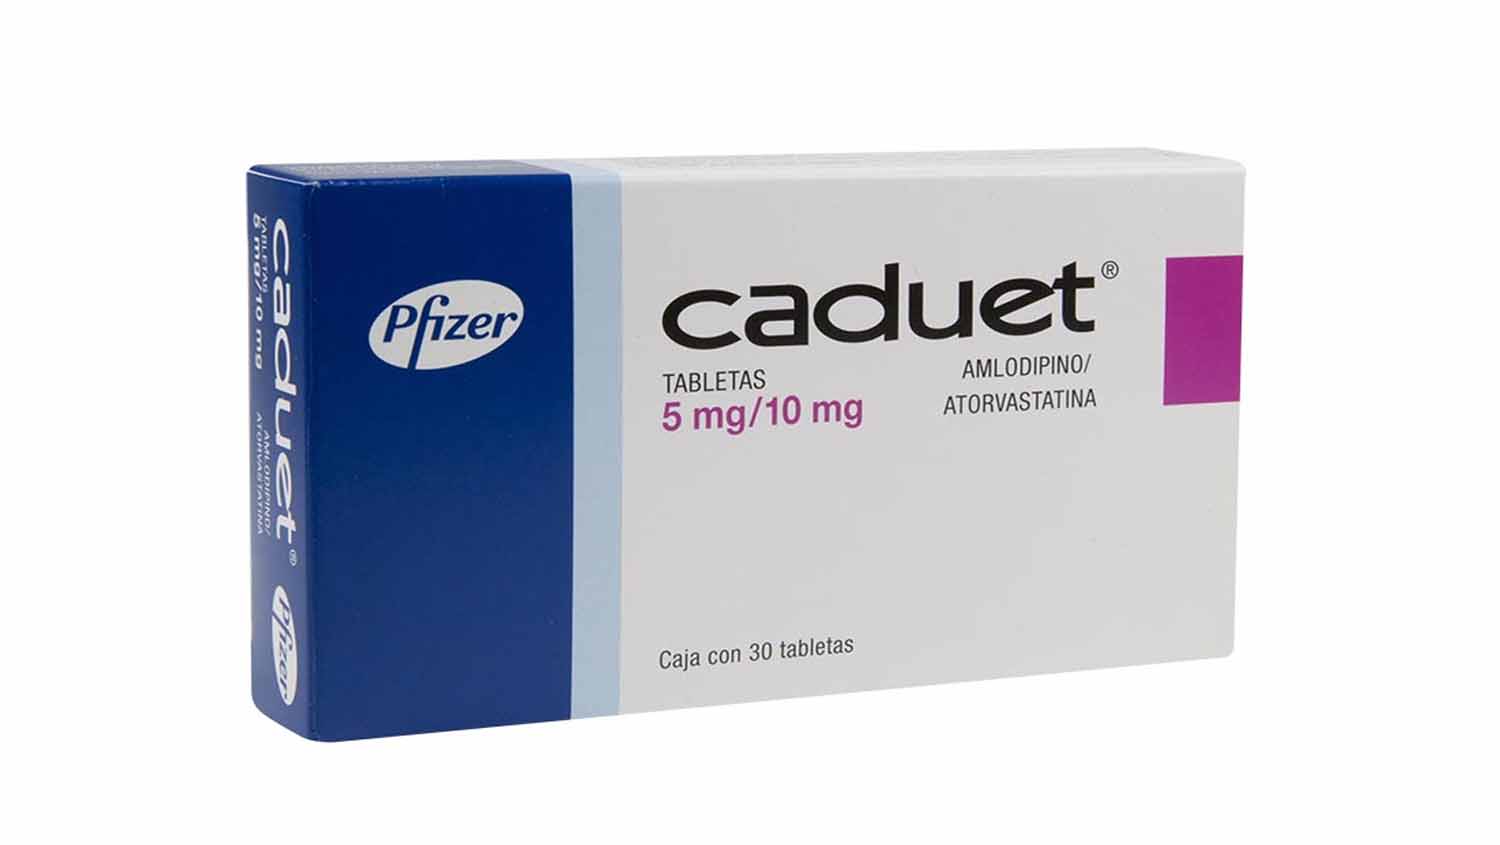 caduet®
TABLETAS
5 mg/10 mg
AMLODIPINO/
ATORVASTATINA
Pfizer
Pfizer
caduet®
TABLETAS
5 mg/10 mg
AMLODIPINO/
ATORVASTATINA
Caja con 30 tabletas